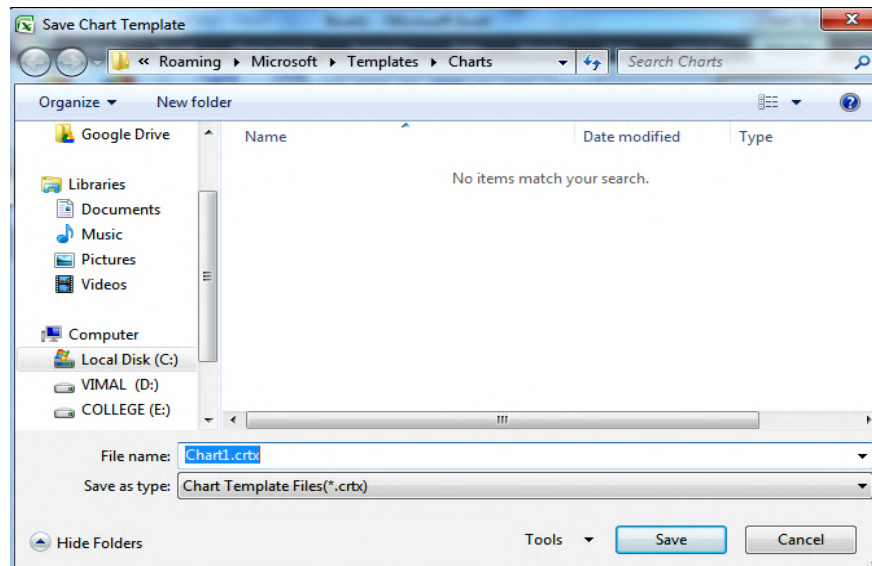 Save Chart Template
« Roaming Microsoft Templates Charts Search Charts
Organize New folder
Name Date modified Type
No items match your search.
Google Drive
Libraries
Documents
Music
Pictures
Videos
Computer
Local Disk (C:)
VIMAL (D:)
COLLEGE (E:)
File name: Chart1.crtx
Save as type: Chart Template Files(*.crtx)
Hide Folders Tools Save Cancel